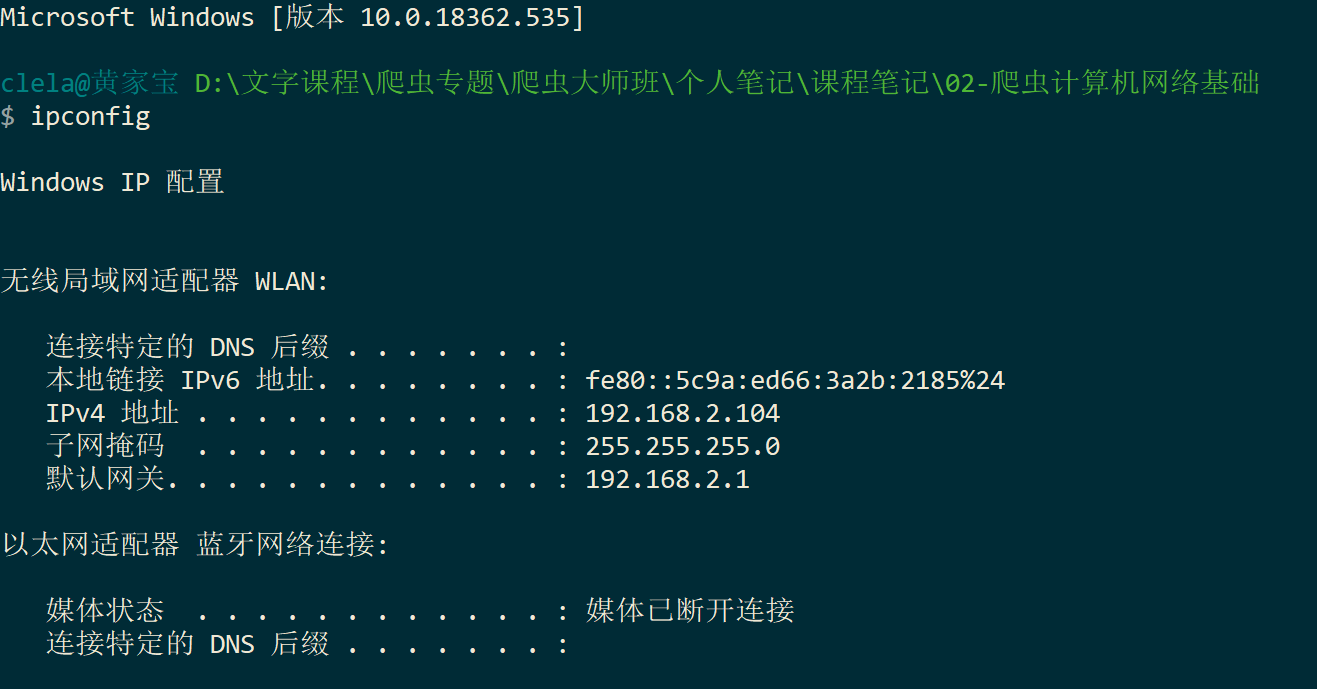 Microsoft Windows [版本 10.0.18362.535]
clela@黄家宝 D:\文字课程\爬虫专题\爬虫大师班\个人笔记\课程笔记\02-爬虫计算机网络基础
$ ipconfig
Windows IP 配置
无线局域网适配器 WLAN:
连接特定的 DNS 后缀 . . . . . . . :
本地链接 IPv6 地址. . . . . . . . : fe80::5c9a:ed66:3a2b:2185%24
IPv4 地址 . . . . . . . . . . . . : 192.168.2.104
子网掩码  . . . . . . . . . . . . : 255.255.255.0
默认网关. . . . . . . . . . . . . : 192.168.2.1
以太网适配器 蓝牙网络连接:
媒体状态  . . . . . . . . . . . . : 媒体已断开连接
连接特定的 DNS 后缀 . . . . . . . :